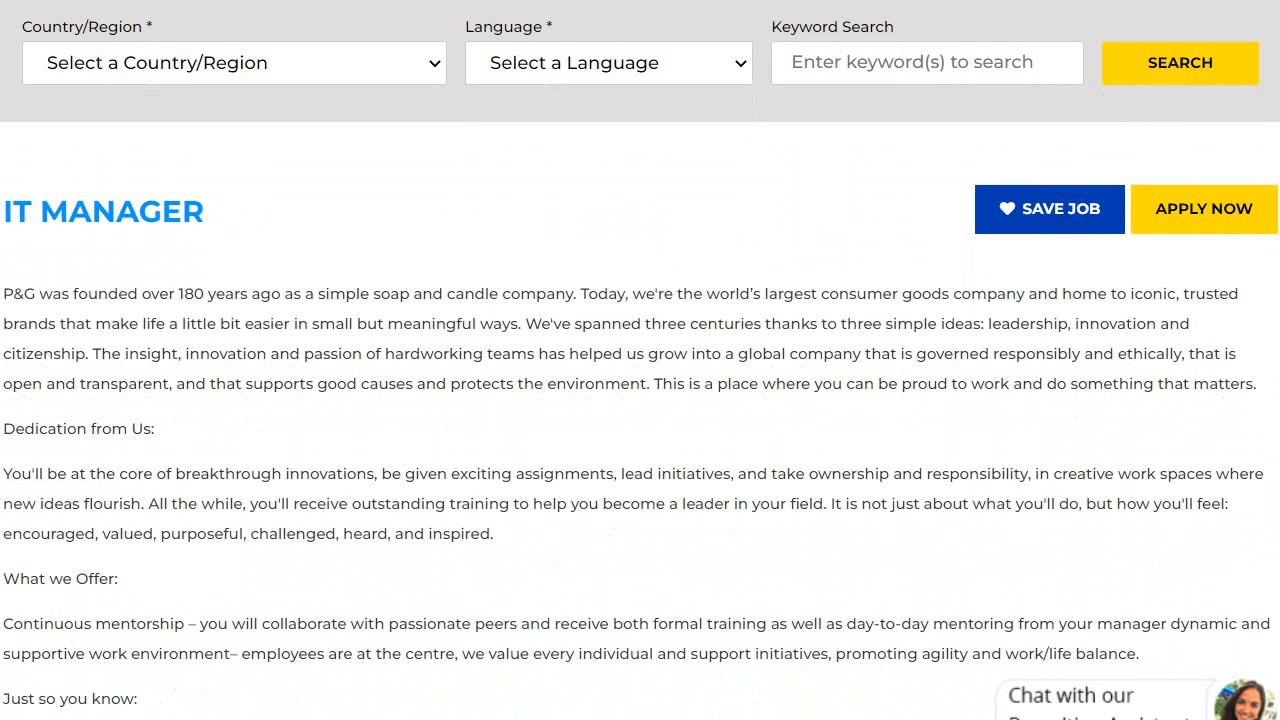 Country/Region * Language * Keyword Search
Select a Country/Region Select a Language Enter keyword(s) to search SEARCH
IT MANAGER SAVE JOB APPLY NOW
P&G was founded over 180 years ago as a simple soap and candle company. Today, we're the world’s largest consumer goods company and home to iconic, trusted
brands that make life a little bit easier in small but meaningful ways. We've spanned three centuries thanks to three simple ideas: leadership, innovation and
citizenship. The insight, innovation and passion of hardworking teams has helped us grow into a global company that is governed responsibly and ethically, that is
open and transparent, and that supports good causes and protects the environment. This is a place where you can be proud to work and do something that matters.
Dedication from Us:
You'll be at the core of breakthrough innovations, be given exciting assignments, lead initiatives, and take ownership and responsibility, in creative work spaces where
new ideas flourish. All the while, you'll receive outstanding training to help you become a leader in your field. It is not just about what you'll do, but how you'll feel:
encouraged, valued, purposeful, challenged, heard, and inspired.
What we Offer:
Continuous mentorship – you will collaborate with passionate peers and receive both formal training as well as day-to-day mentoring from your manager dynamic and
supportive work environment– employees are at the centre, we value every individual and support initiatives, promoting agility and work/life balance.
Just so you know:
Chat with our